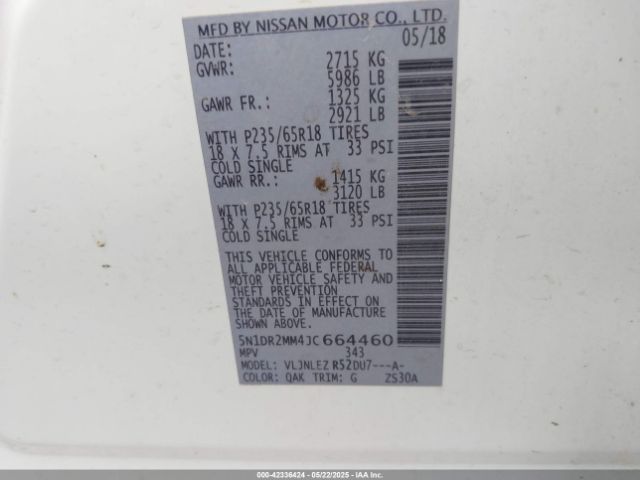 MFD BY NISSAN MOTOR CO., LTD.
DATE: 05/18
GVWR: 2715 KG
5986 LB
GAWR FR.: 1325 KG
2921 LB
WITH P235/65R18 TIRES
18 X 7.5 RIMS AT 33 PSI
COLD SINGLE
GAWR RR.: 1415 KG
3120 LB
WITH P235/65R18 TIRES
18 X 7.5 RIMS AT 33 PSI
COLD SINGLE
THIS VEHICLE CONFORMS TO
ALL APPLICABLE FEDERAL
MOTOR VEHICLE SAFETY AND
THEFT PREVENTION
STANDARDS IN EFFECT ON
THE DATE OF MANUFACTURE
SHOWN ABOVE.
5N1DR2MM4JC664460
MPV 343
MODEL: VLJNLEZ R52DU7---A-
COLOR: QAK TRIM: G ZS30A
000-42336424 | 05/22/2025 - IAA, Inc.